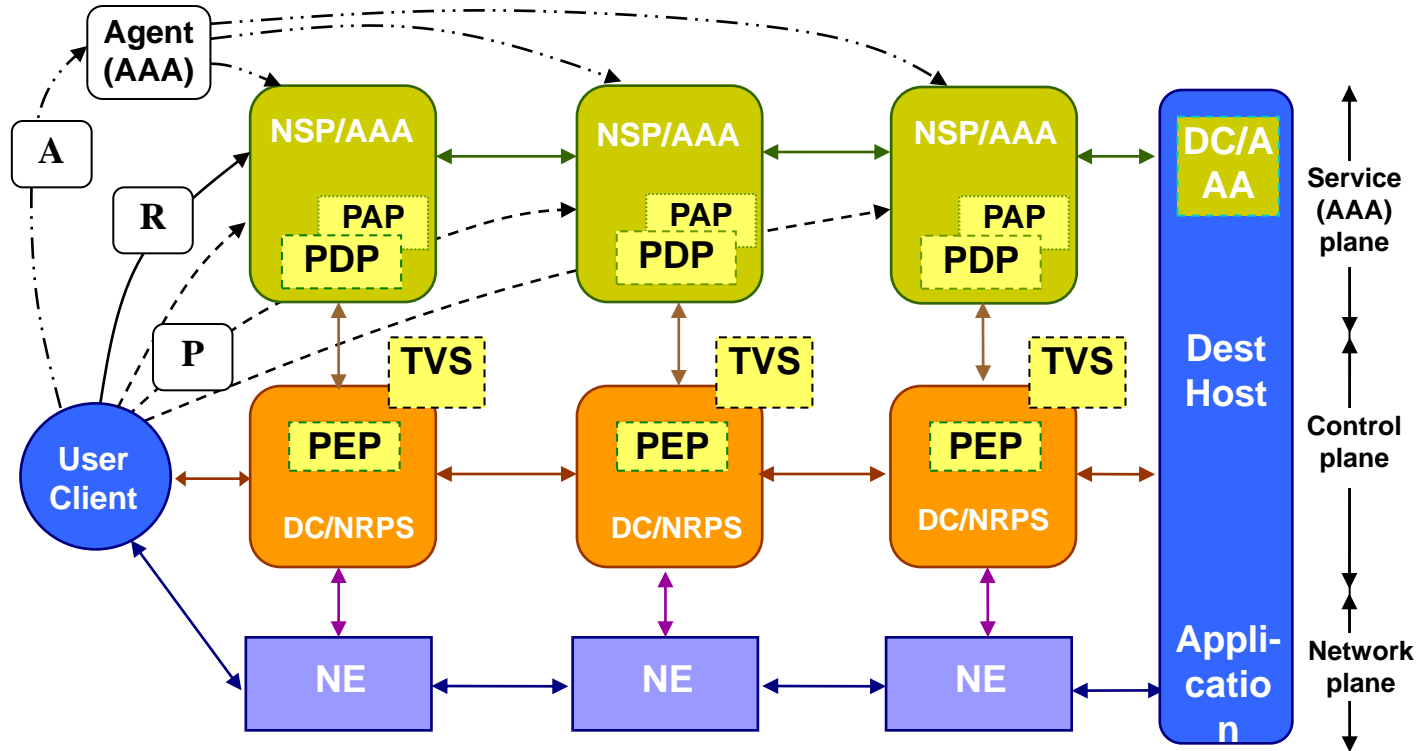 Agent
(AAA)
A
R
P
NSP/AAA
PAP
PDP
NSP/AAA
PAP
PDP
NSP/AAA
PAP
PDP
DC/A
AA
Service
(AAA)
plane
TVS
TVS
TVS
Dest
Host
User
Client
PEP
DC/NRPS
PEP
DC/NRPS
PEP
DC/NRPS
Control
plane
NE
NE
NE
Appli-
catio
n
Network
plane